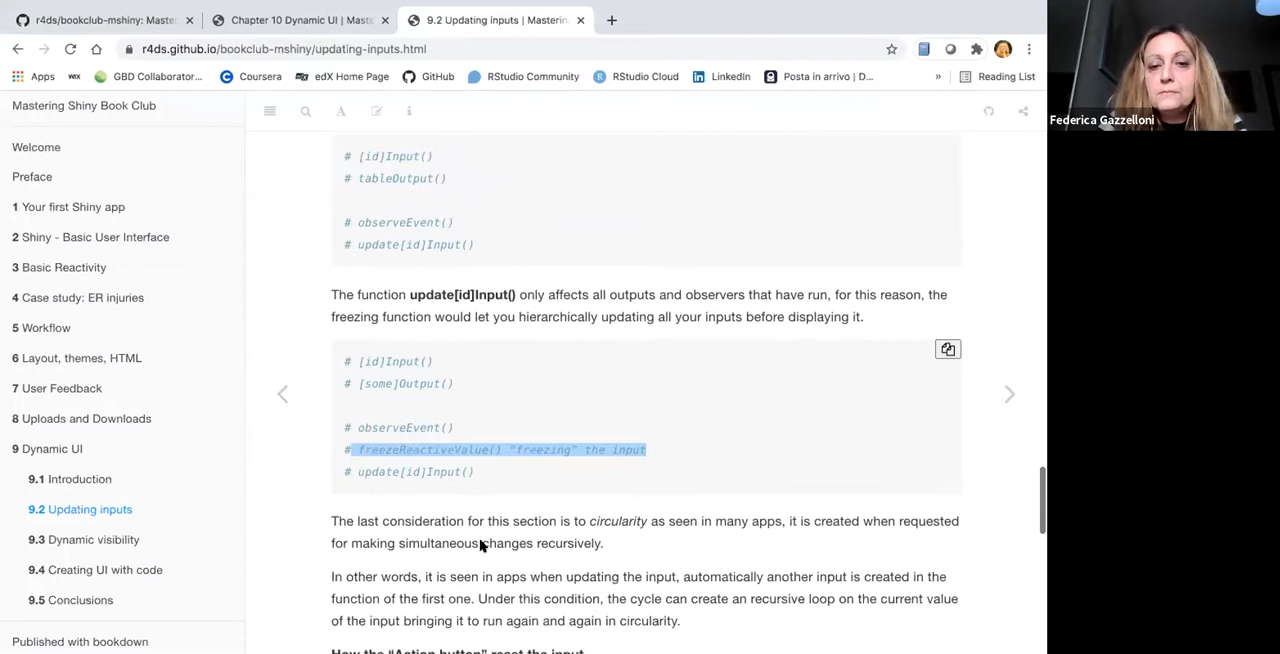 r4ds/bookclub-mshiny: Maste
Chapter 10 Dynamic UI | Maste
9.2 Updating inputs | Masterin
r4ds.github.io/bookclub-mshiny/updating-inputs.html
Apps
WiX
GBD Collaborator...
Coursera
edX Home Page
GitHub
RStudio Community
RStudio Cloud
LinkedIn
Posta in arrivo | D...
»
Reading List
Federica Gazzelloni
Mastering Shiny Book Club
Welcome
Preface
1 Your first Shiny app
2 Shiny - Basic User Interface
3 Basic Reactivity
4 Case study: ER injuries
5 Workflow
6 Layout, themes, HTML
7 User Feedback
8 Uploads and Downloads
9 Dynamic UI
9.1 Introduction
9.2 Updating inputs
9.3 Dynamic visibility
9.4 Creating UI with code
9.5 Conclusions
Published with bookdown
# [id]Input()
# tableOutput()
# observeEvent()
# update[id]Input()
The function update[id]Input() only affects all outputs and observers that have run, for this reason, the
freezing function would let you hierarchically updating all your inputs before displaying it.
# [id]Input()
# [some]Output()
# observeEvent()
# freezeReactiveValue() "freezing" the input
# update[id]Input()
The last consideration for this section is to circularity as seen in many apps, it is created when requested
for making simultaneous changes recursively.
In other words, it is seen in apps when updating the input, automatically another input is created in the
function of the first one. Under this condition, the cycle can create an recursive loop on the current value
of the input bringing it to run again and again in circularity.
How the "Action button" reset the input